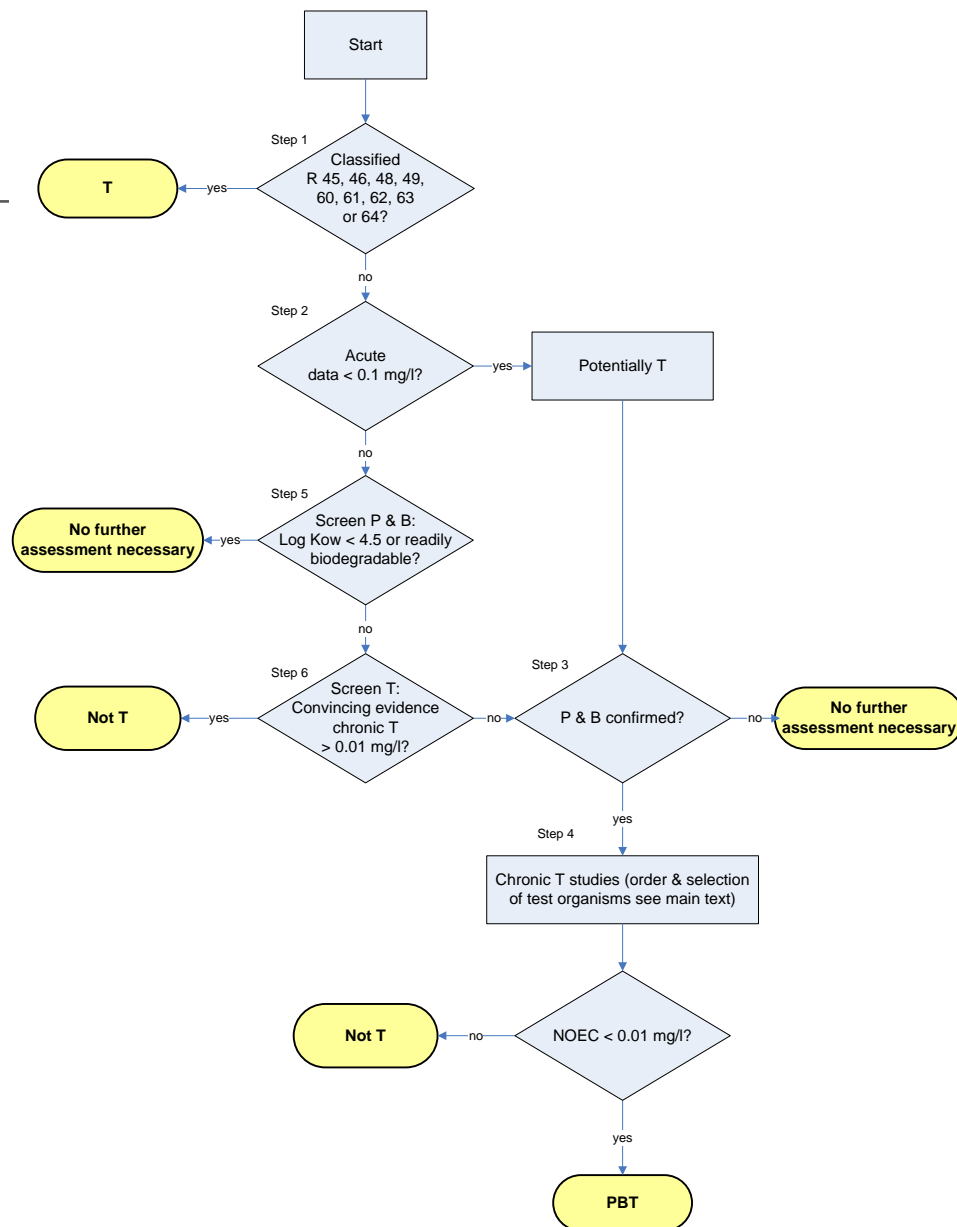 Start
Step 1
Classified
R 45, 46, 48, 49,
60, 61, 62, 63
or 64?
yes
T
no
Step 2
Acute
data < 0.1 mg/l?
yes
Potentially T
no
Step 5
Screen P & B:
Log Kow < 4.5 or readily
biodegradable?
yes
No further
assessment necessary
no
Step 6
Screen T:
Convincing evidence
chronic T
> 0.01 mg/l?
yes
Not T
no
Step 3
P & B confirmed?
no
No further
assessment necessary
yes
Step 4
Chronic T studies (order & selection
of test organisms see main text)
NOEC < 0.01 mg/l?
no
Not T
yes
PBT